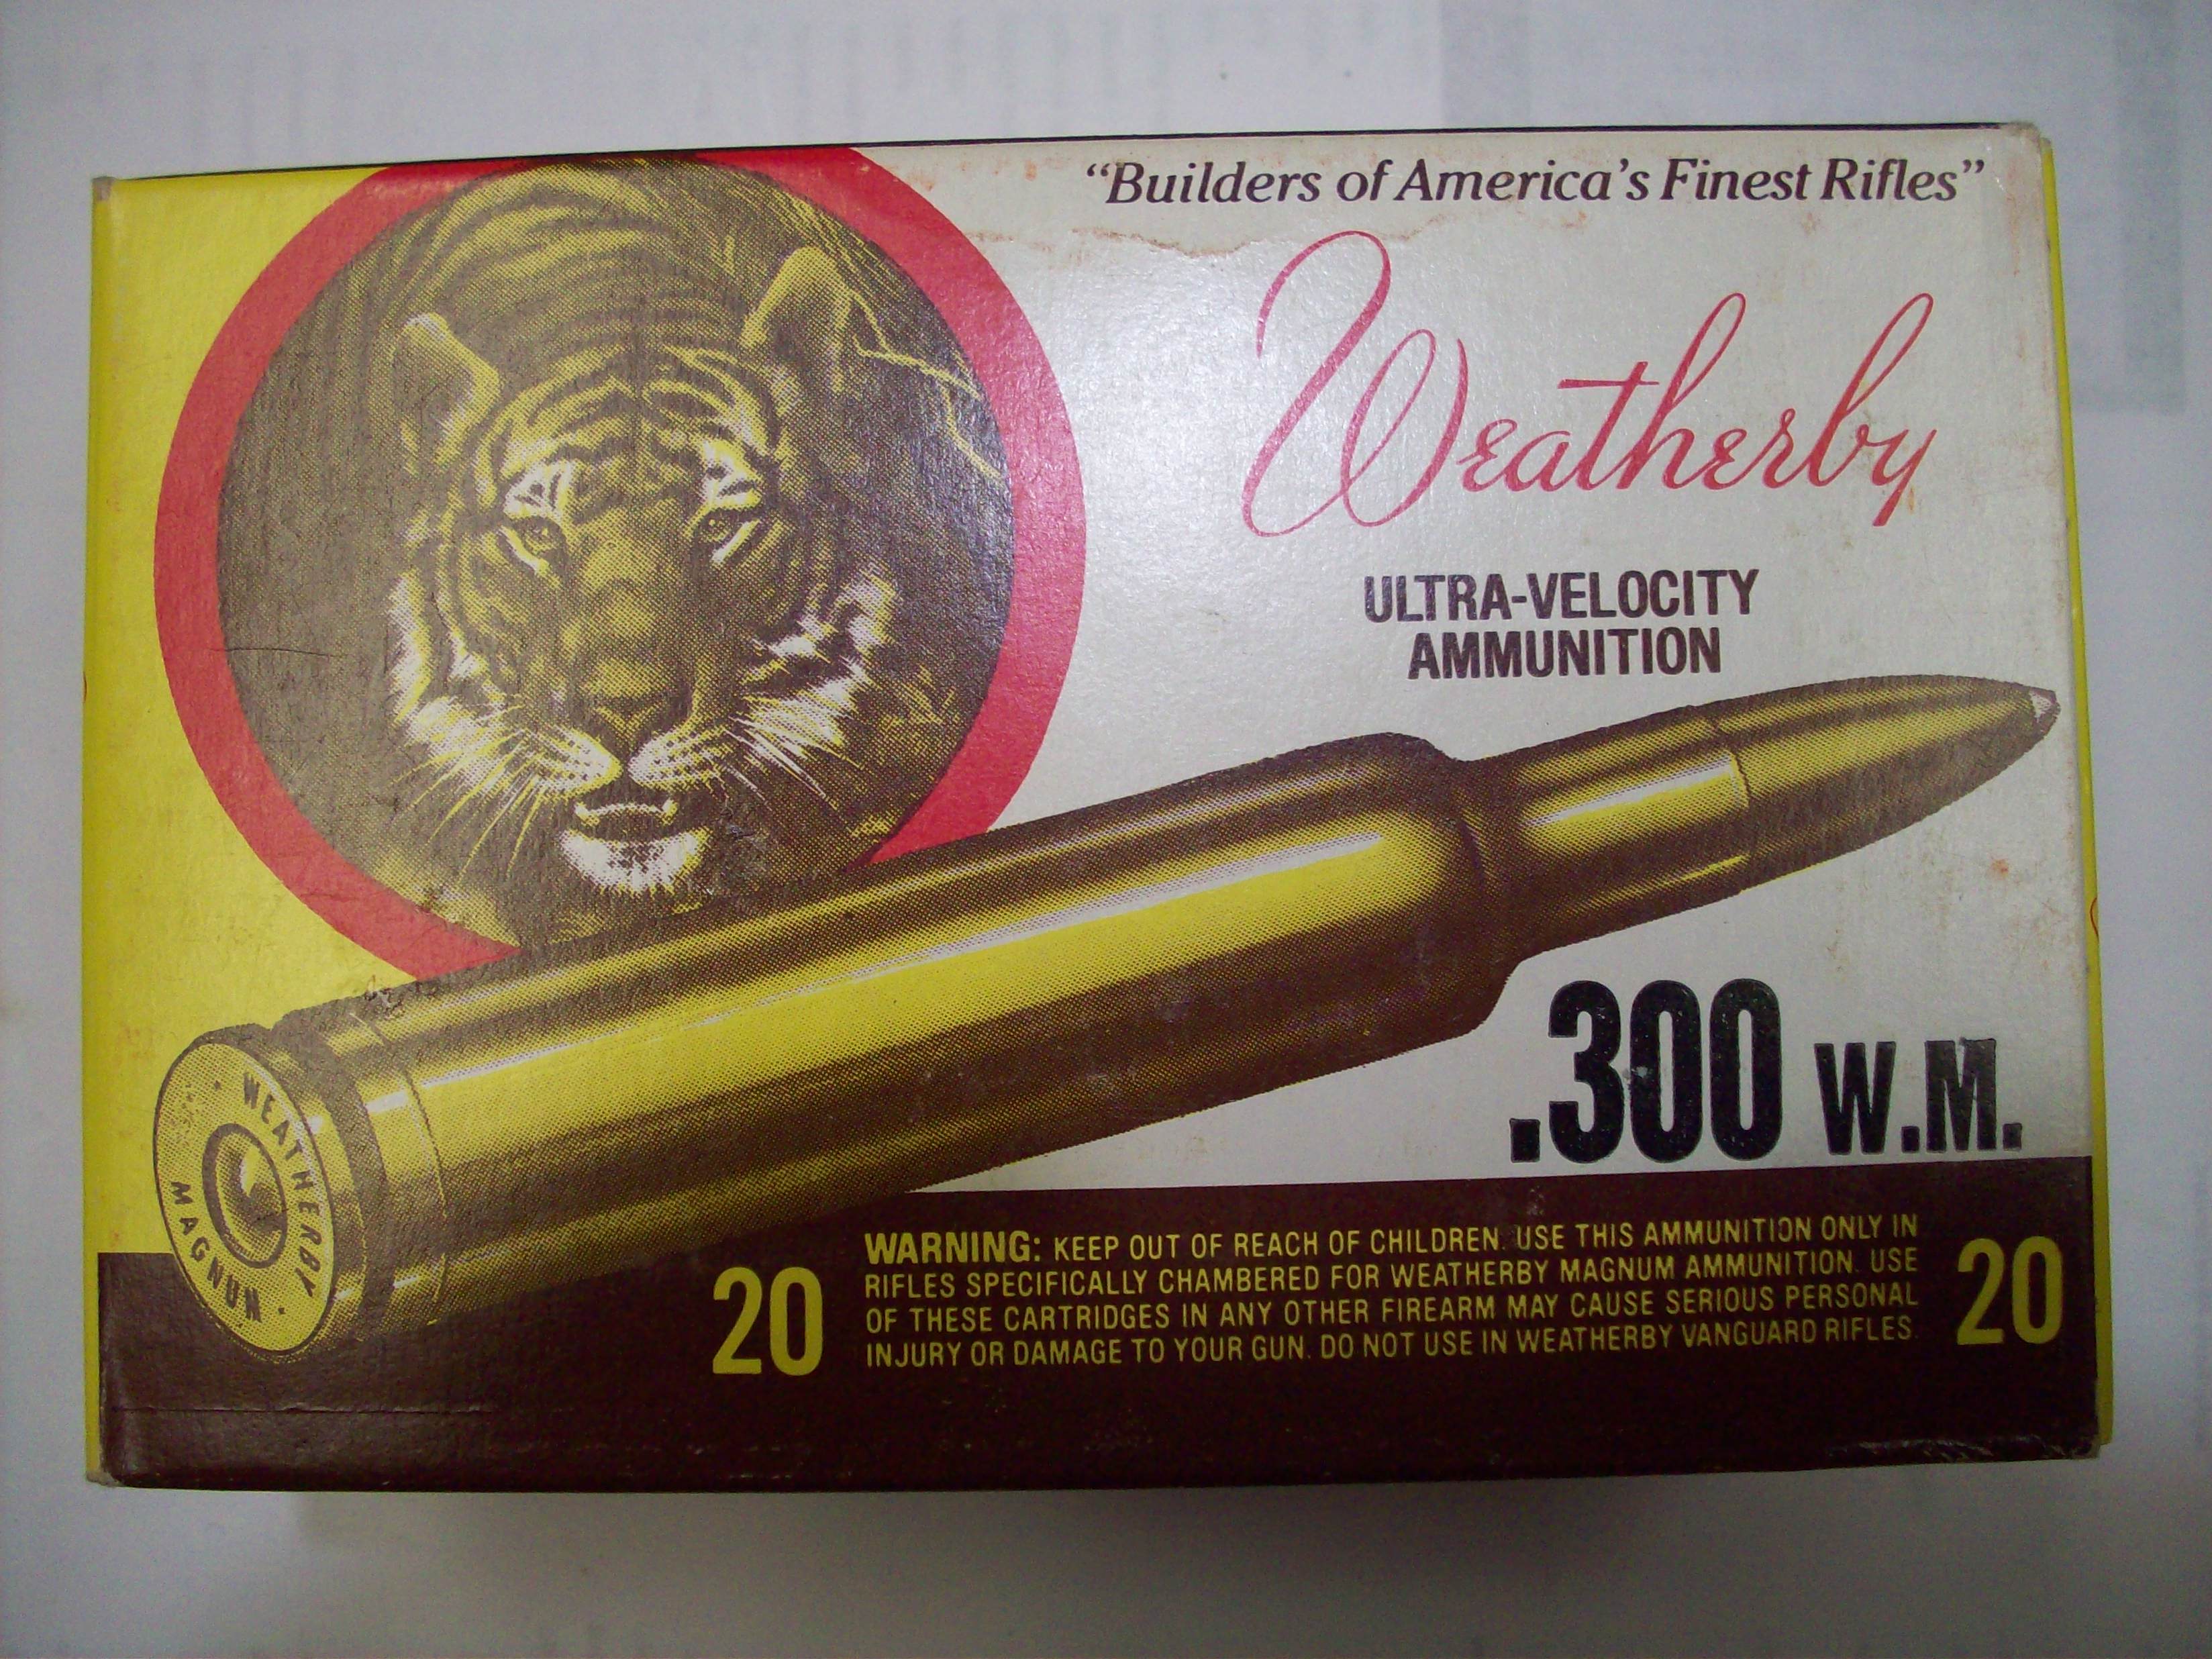 “Builders of America’s Finest Rifles”
Weatherby
ULTRA-VELOCITY
AMMUNITION
.300 W.M.
WEATHERBY
MAGNUM
20
WARNING: KEEP OUT OF REACH OF CHILDREN. USE THIS AMMUNITION ONLY IN
RIFLES SPECIFICALLY CHAMBERED FOR WEATHERBY MAGNUM AMMUNITION. USE
OF THESE CARTRIDGES IN ANY OTHER FIREARM MAY CAUSE SERIOUS PERSONAL
INJURY OR DAMAGE TO YOUR GUN. DO NOT USE IN WEATHERBY VANGUARD RIFLES.
20